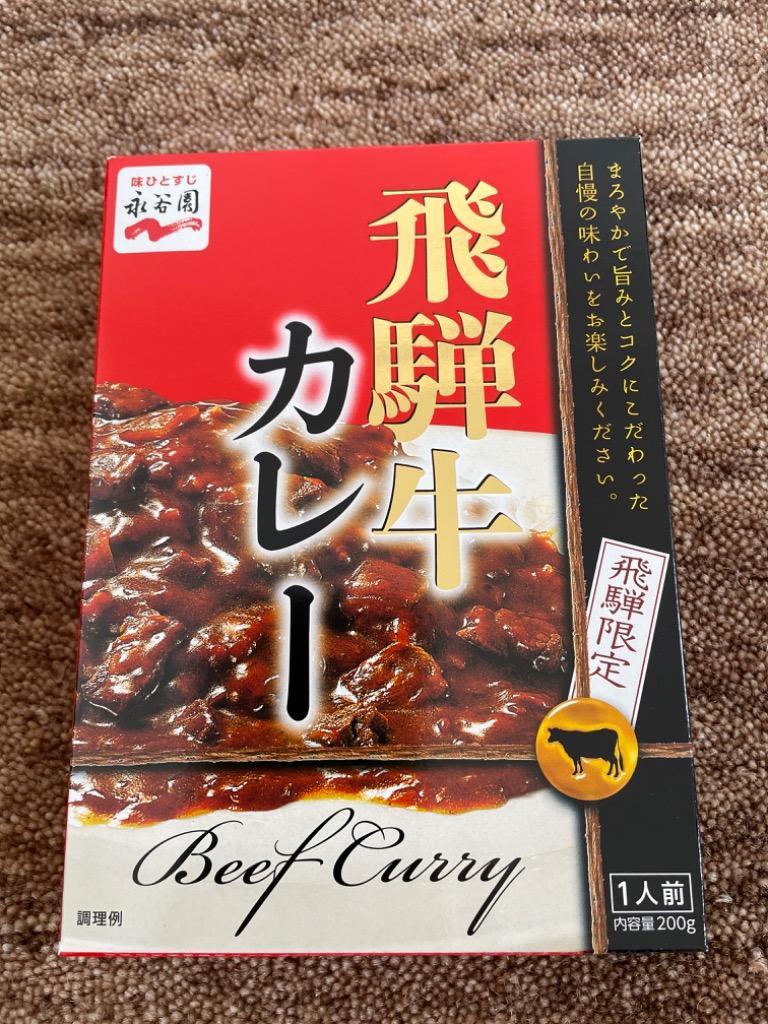 味ひとすじ
永谷園
飛騨牛
カレー
まろやかで旨みとコクにこだわった
自慢の味わいをお楽しみください。
飛騨限定
Beef Curry
調理例
1人前
内容量200g